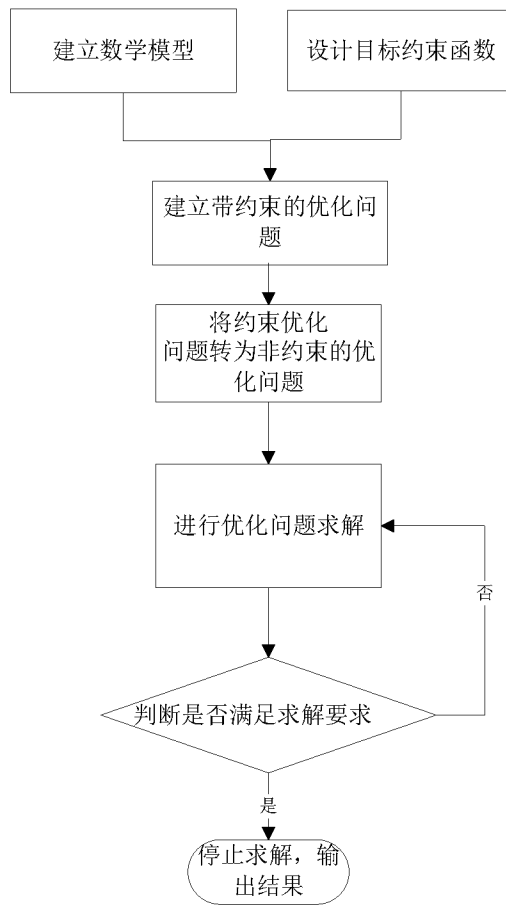 建立数学模型
设计目标约束函数
建立带约束的优化问
题
将约束优化
问题转为非约束的优
化问题
进行优化问题求解
否
判断是否满足求解要求
是
停止求解，输
出结果